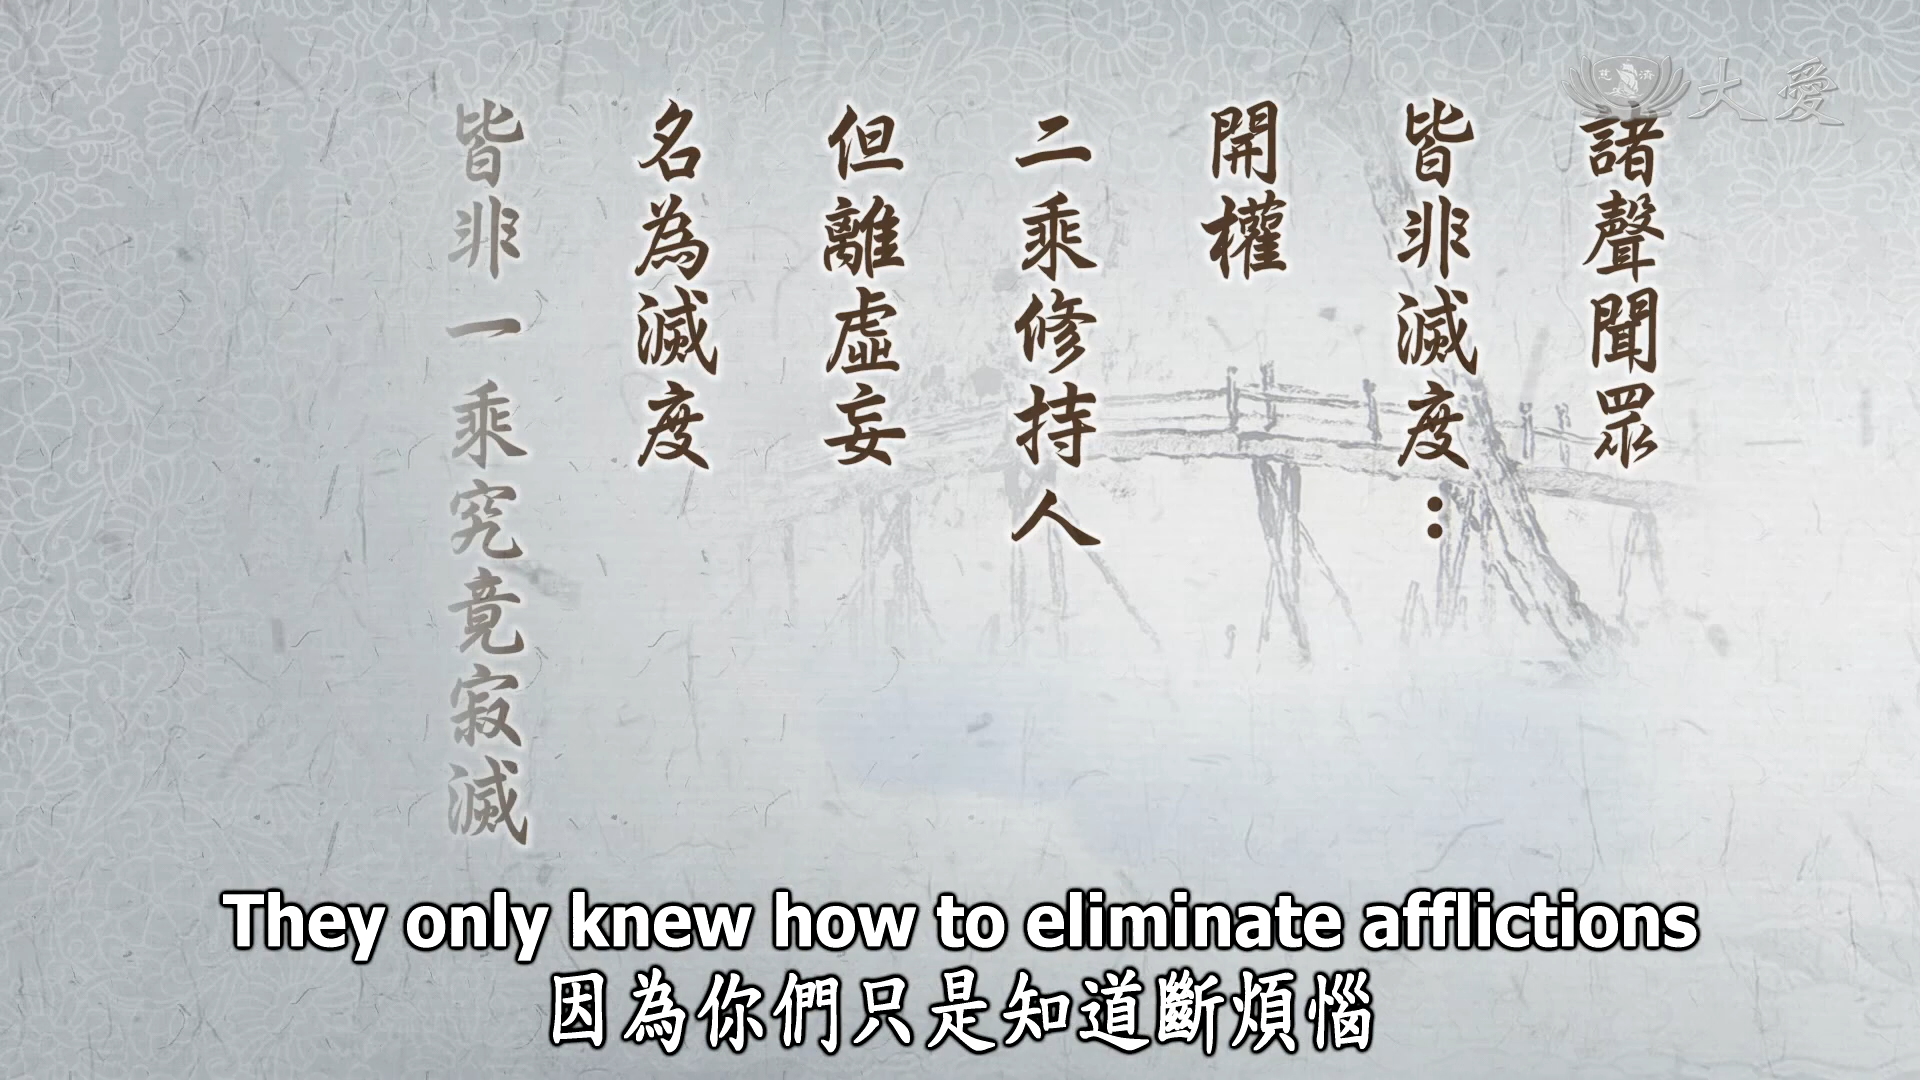 諸聲聞眾
皆非滅度：
開權
二乘修持人
但離虛妄
名為滅度
皆非一乘究竟寂滅
大愛
They only knew how to eliminate afflictions
因為你們只是知道斷煩惱